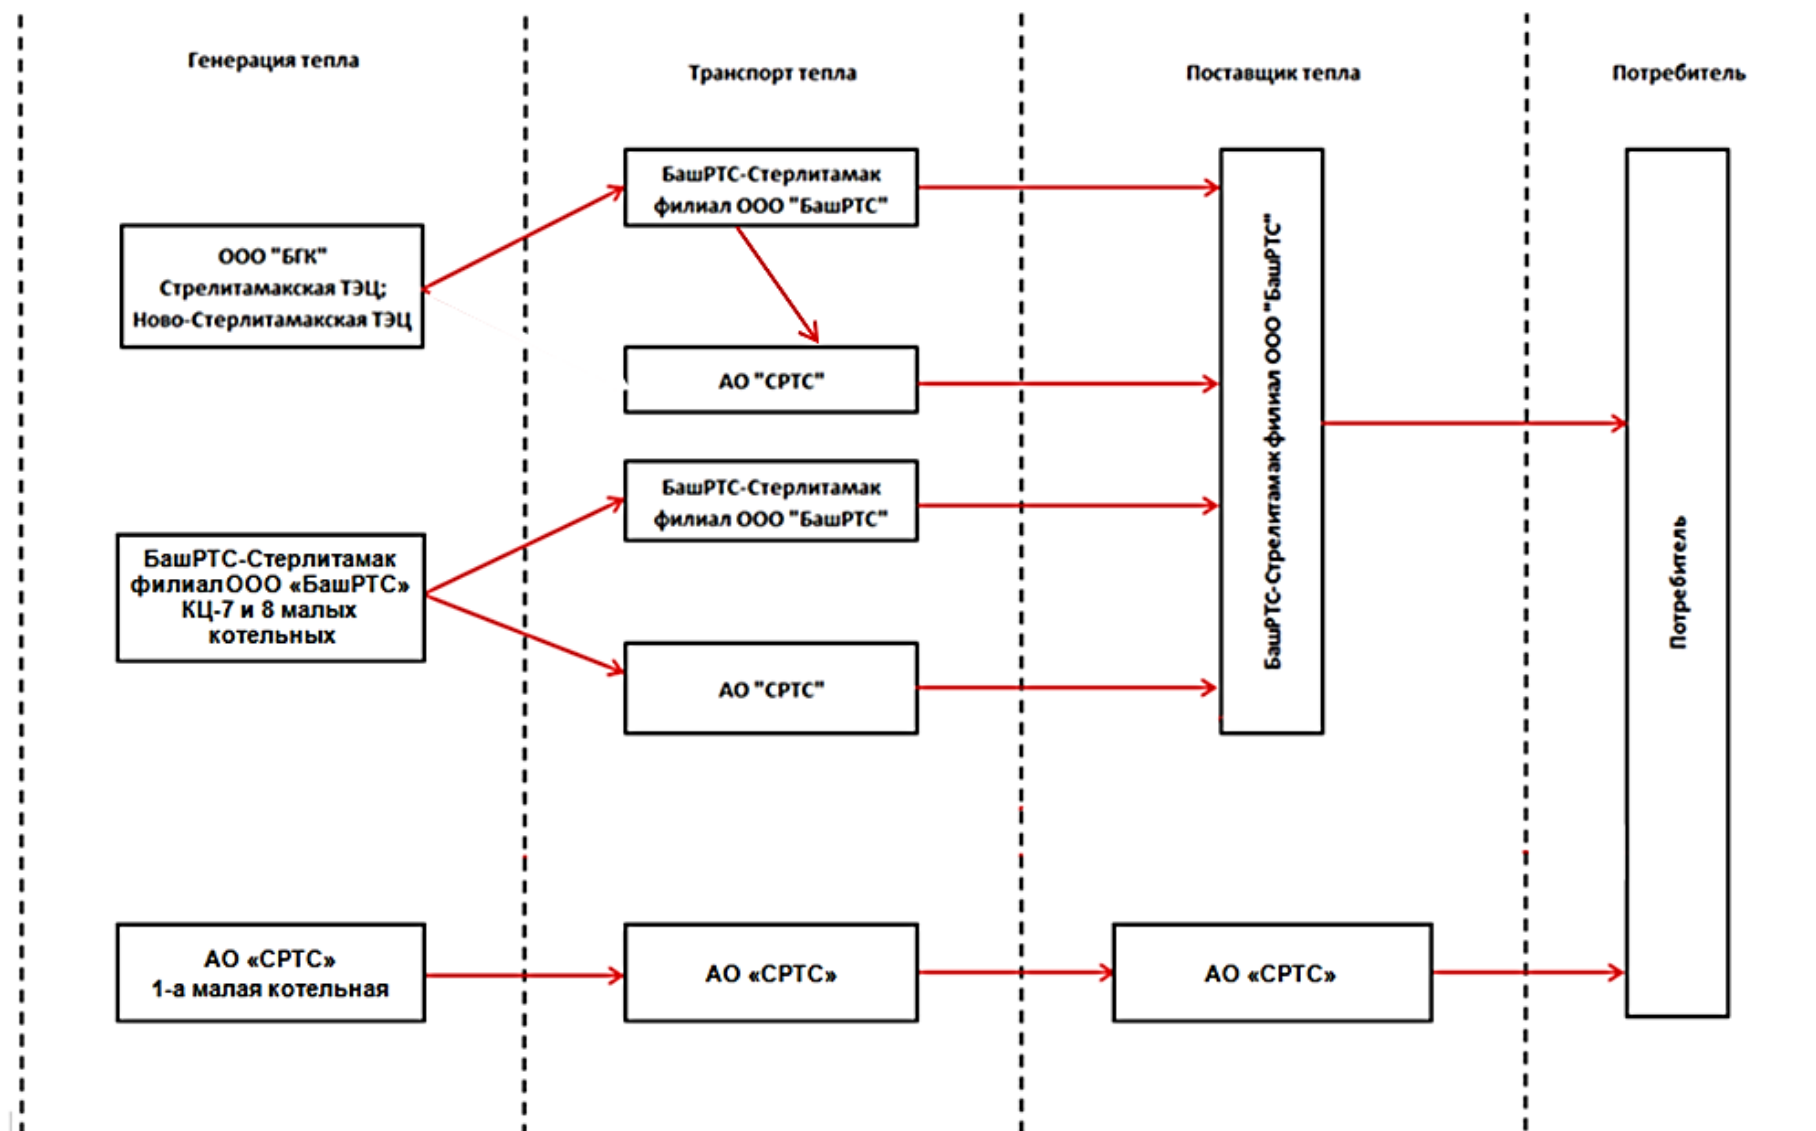 Генерация тепла
Транспорт тепла
Поставщик тепла
Потребитель
ООО "БГК"
Стрелитамакская ТЭЦ;
Ново-Стерлитамакская ТЭЦ
БашРТС-Стерлитамак
филиал ООО "БашРТС"
АО "СРТС"
БашРТС-Стерлитамак
филиал ООО "БашРТС"
БашРТС-Стерлитамак
филиал ООО «БашРТС»
КЦ-7 и 8 малых
котельных
АО "СРТС"
БашРТС-Стрелитамак филиал ООО "БашРТС"
Потребитель
АО «СРТС»
1-а малая котельная
АО «СРТС»
АО «СРТС»